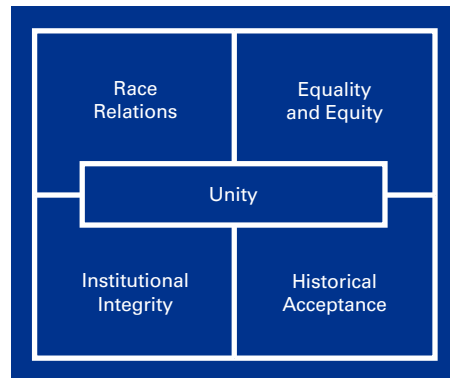 Race
Relations
Equality
and Equity
Unity
Institutional
Integrity
Historical
Acceptance